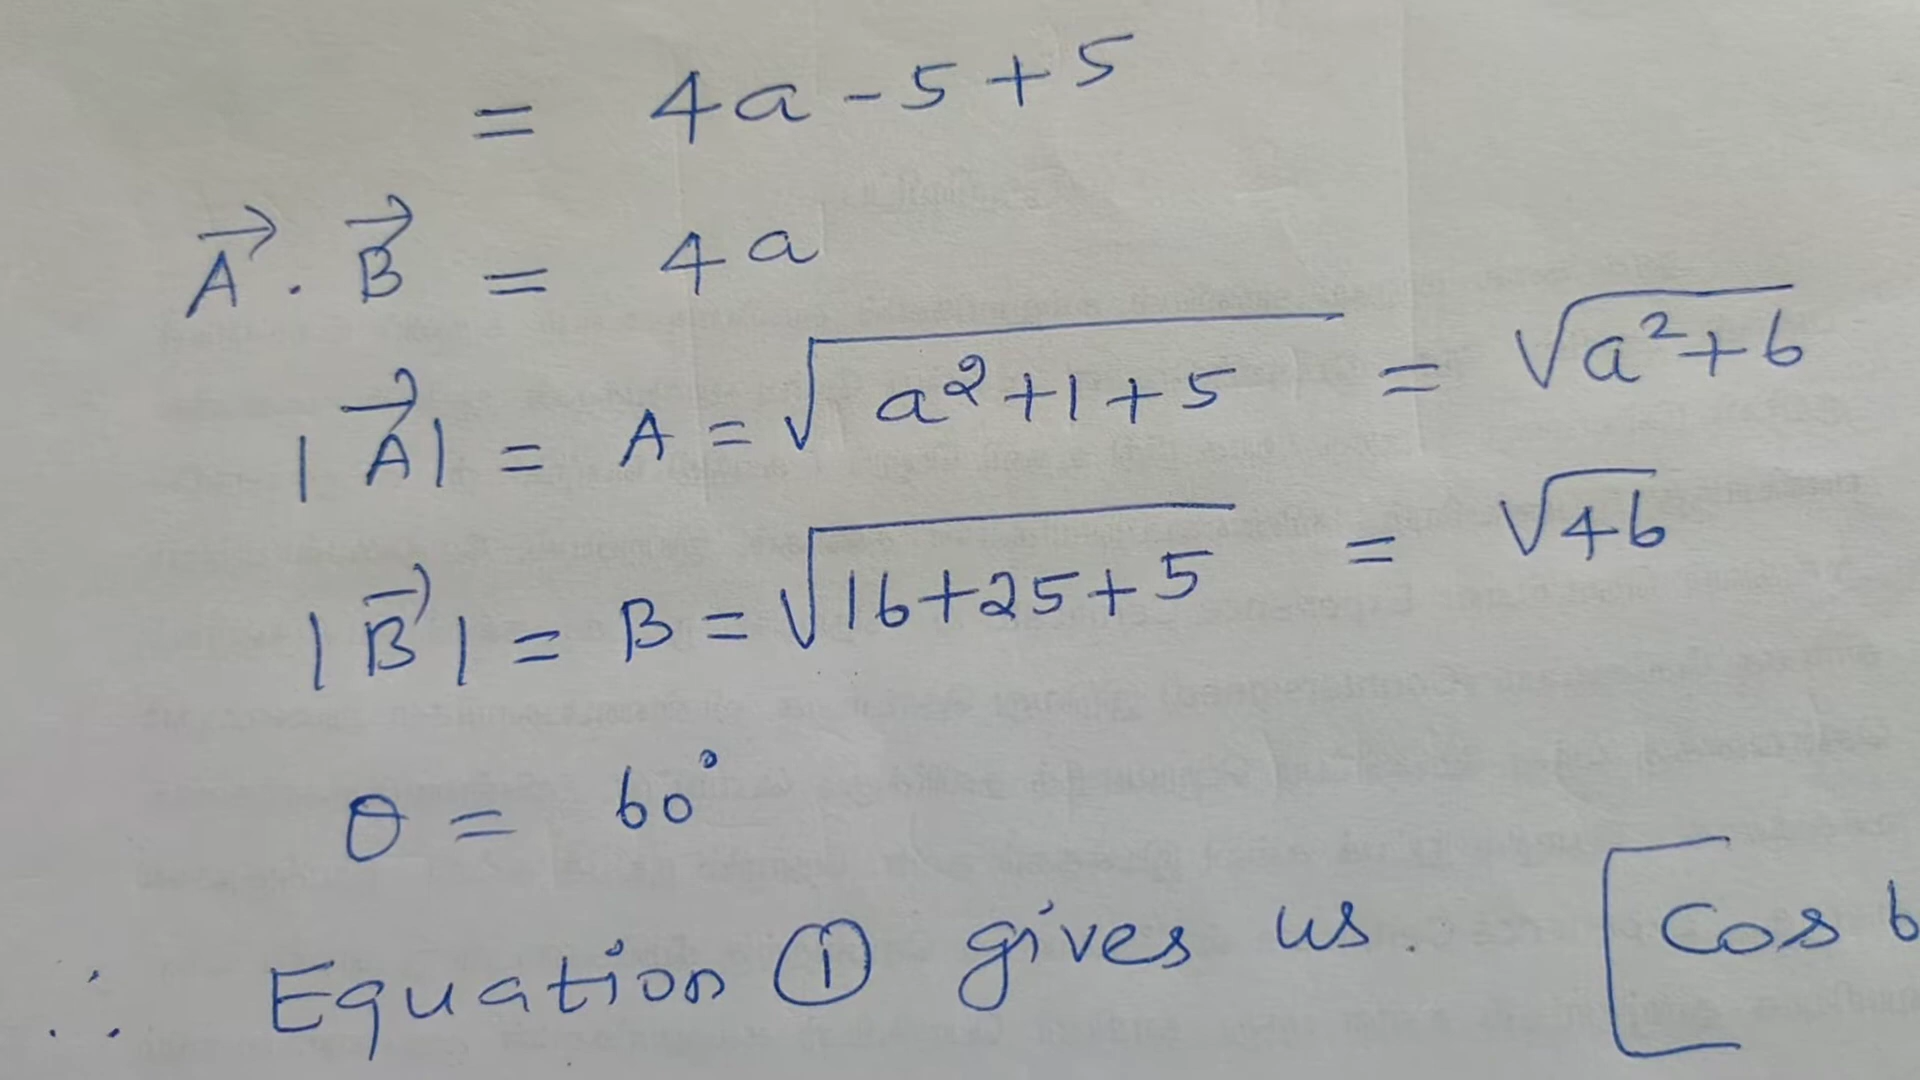 = 4a - 5 + 5
A⃗ . B⃗ = 4a
|A⃗| = A = √(a²+1+5) = √(a²+6)
|B⃗| = B = √(16+25+5) = √46
θ = 60°
∴ Equation ① gives us. [Cos 6